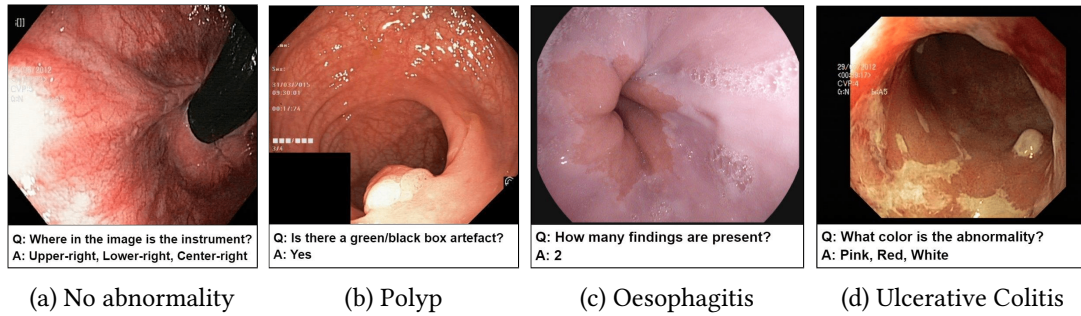 Q: Where in the image is the instrument?
A: Upper-right, Lower-right, Center-right
(a) No abnormality
Q: Is there a green/black box artefact?
A: Yes
(b) Polyp
Q: How many findings are present?
A: 2
(c) Oesophagitis
Q: What color is the abnormality?
A: Pink, Red, White
(d) Ulcerative Colitis